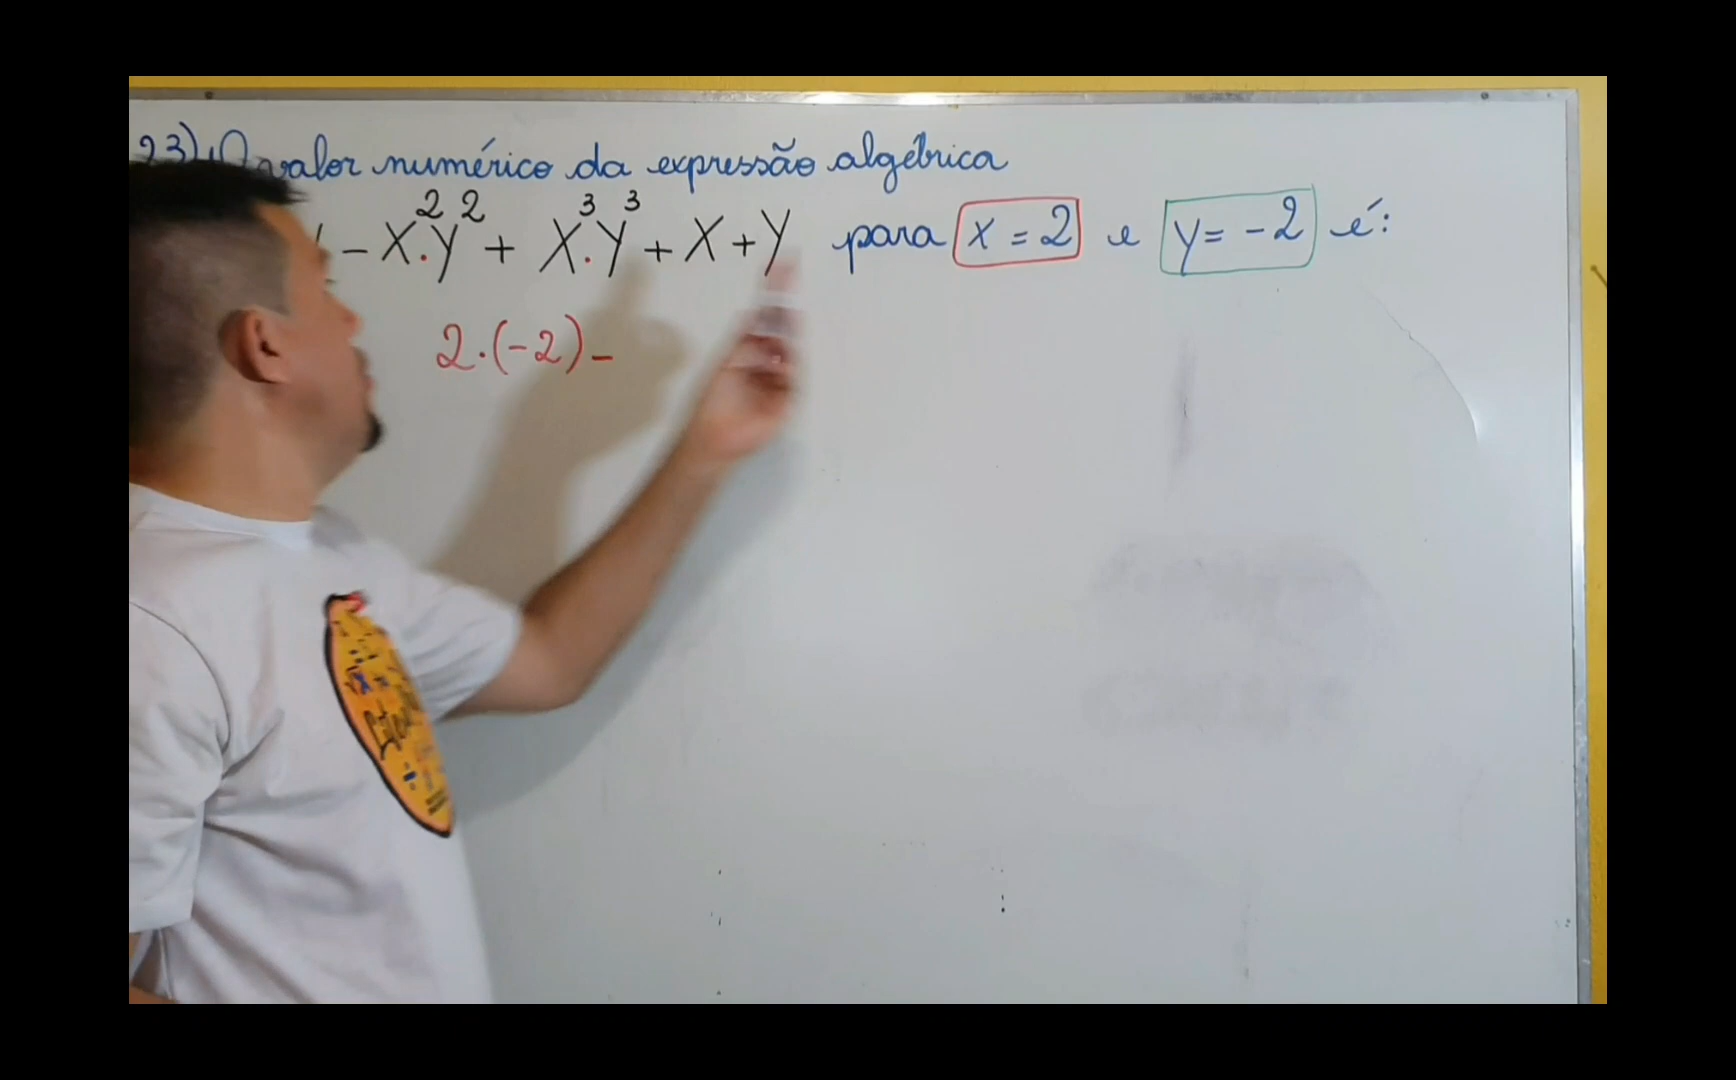 23) O valor numérico da expressão algébrica
- X.Y² + X³.Y³ + X + Y para x = 2 e y = -2 é:
2.(-2) -